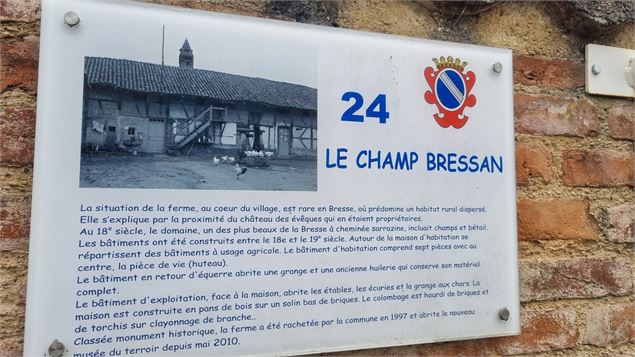 24
LE CHAMP BRESSAN
La situation de la ferme, au coeur du village, est rare en Bresse, où prédomine un habitat rural dispersé.
Elle s'explique par la proximité du château des évêques qui en étaient propriétaires.
Au 18e siècle, le domaine, un des plus beaux de la Bresse à cheminée sarrazine, incluait champs et bétail.
Les bâtiments ont été construits entre le 18e et le 19e siècle. Autour de la maison d'habitation se
répartissent des bâtiments à usage agricole. Le bâtiment d'habitation comprend sept pièces avec au
centre, la pièce de vie (huteau).
Le bâtiment en retour d'équerre abrite une grange et une ancienne huilerie qui conserve son matériel
complet.
Le bâtiment d'exploitation, face à la maison, abrite les étables, les écuries et la grange aux chars. La
maison est construite en pans de bois sur un solin bas de briques. Le colombage est hourdi de briques et
de torchis sur clayonnage de branche..
Classée monument historique, la ferme a été rachetée par la commune en 1997 et abrite le nouveau
musée du terroir depuis mai 2010.